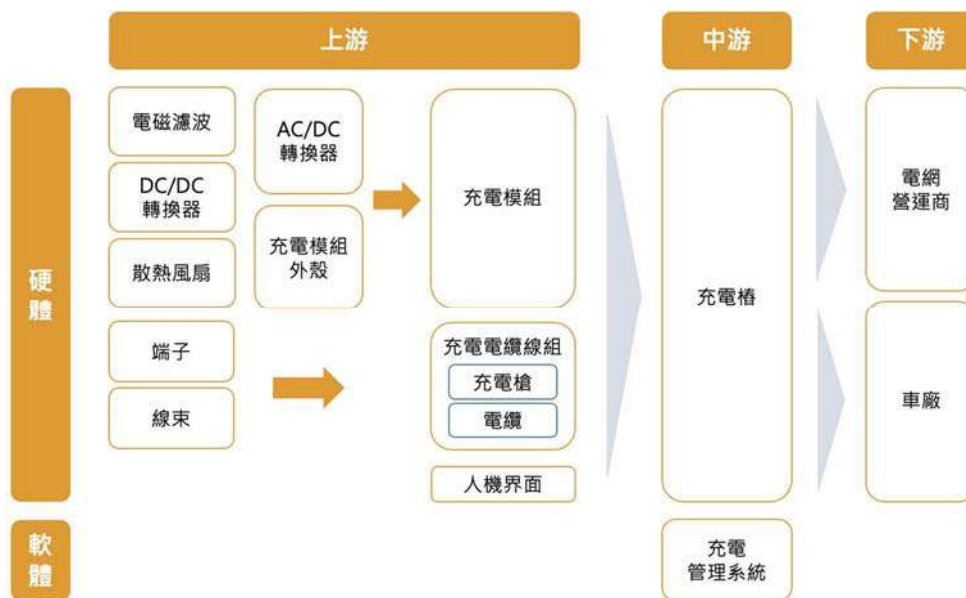 上游
中游
下游
硬體
電磁濾波
DC/DC
轉換器
散熱風扇
端子
線束
AC/DC
轉換器
充電模組
外殼
充電模組
充電電纜線組
充電槍
電纜
人機界面
充電樁
電網
營運商
車廠
軟體
充電
管理系統